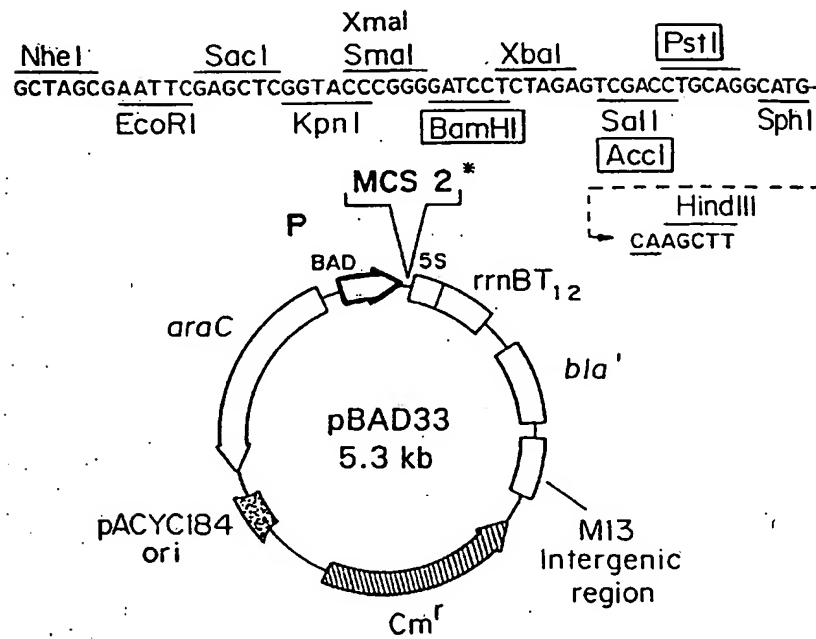 XmaI
NheI SacI SmaI XbaI PstI
GCTAGCGAATTCGAGCTCGGTACCCGGGGATCCTCTAGAGTCGACCTGCAGGCATG-
EcoRI KpnI BamHI SalI SphI
AccI
MCS 2*
HindIII
CAAGCTT
P
BAD
5S
rrnBT12
araC
bla'
pBAD33
5.3 kb
pACYC184
ori
M13
Intergenic
region
Cmr